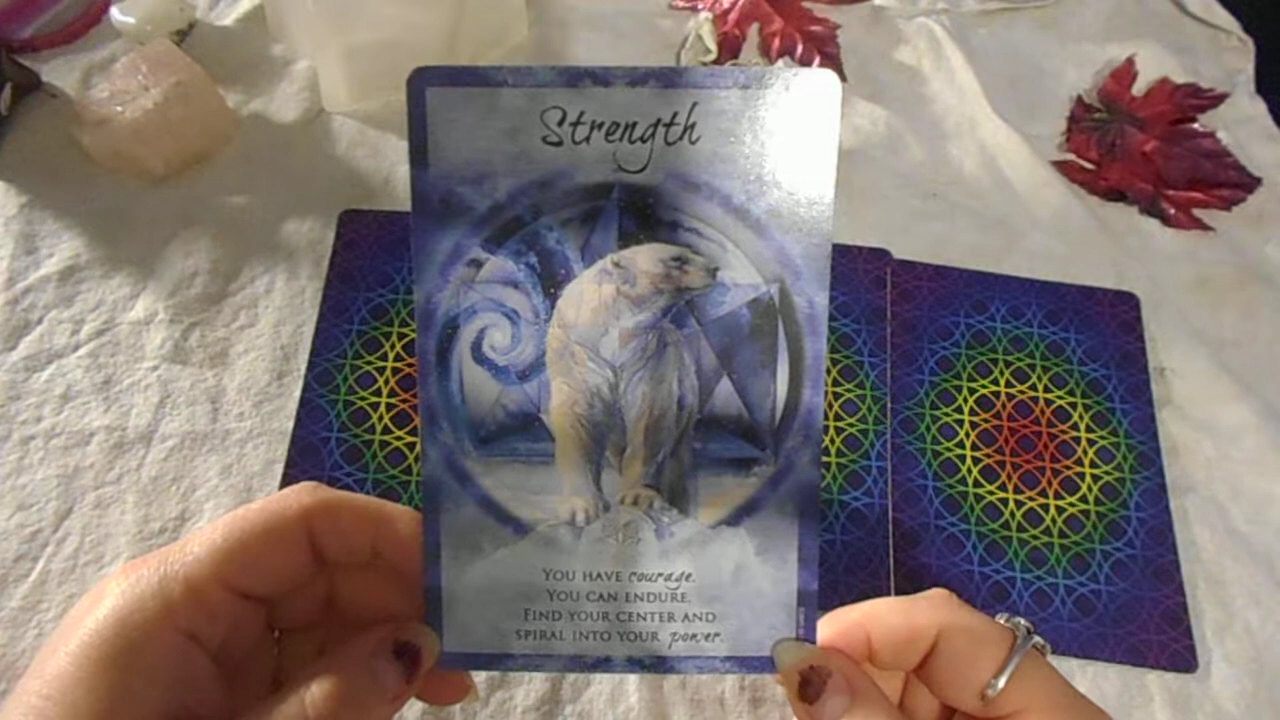 Strength
YOU HAVE courage.
YOU CAN ENDURE.
FIND YOUR CENTER AND
SPIRAL INTO YOUR power.